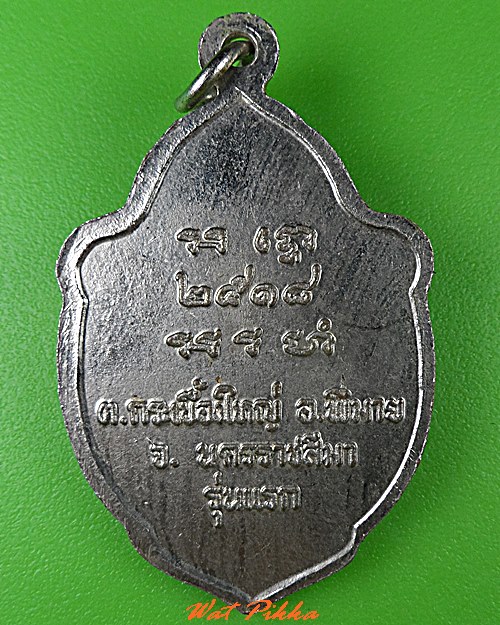 ๒๕๑๘
ต.กระเบื้องใหญ่ อ.พิมาย
จ. นครราชสีมา
รุ่นแรก
Wat Pikka